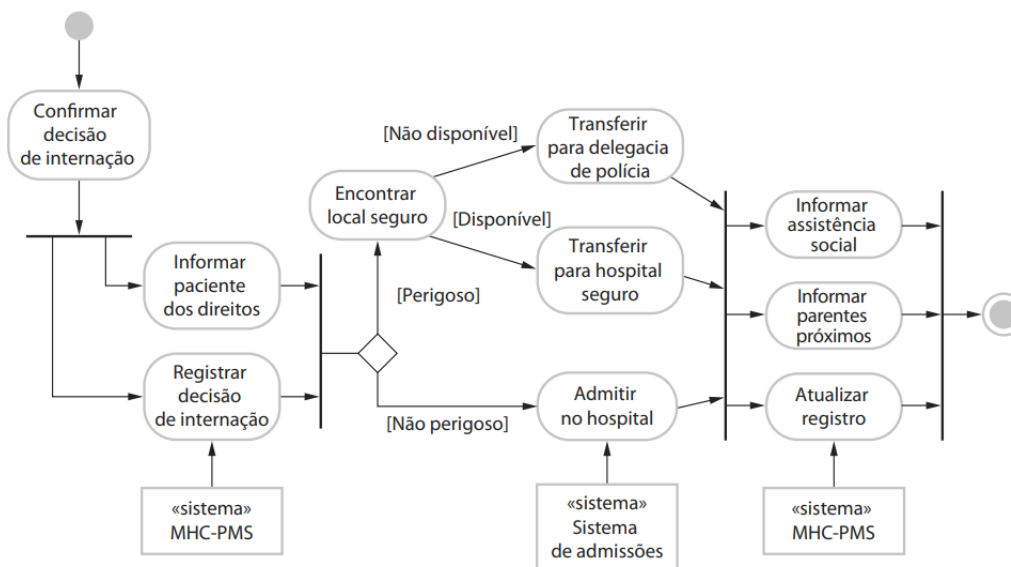 Confirmar
decisão
de internação
Informar
paciente
dos direitos
Registrar
decisão
de internação
«sistema»
MHC-PMS
Encontrar
local seguro
[Perigoso]
[Não perigoso]
[Não disponível]
[Disponível]
Transferir
para delegacia
de polícia
Transferir
para hospital
seguro
Admitir
no hospital
«sistema»
Sistema
de admissões
Informar
assistência
social
Informar
parentes
próximos
Atualizar
registro
«sistema»
MHC-PMS